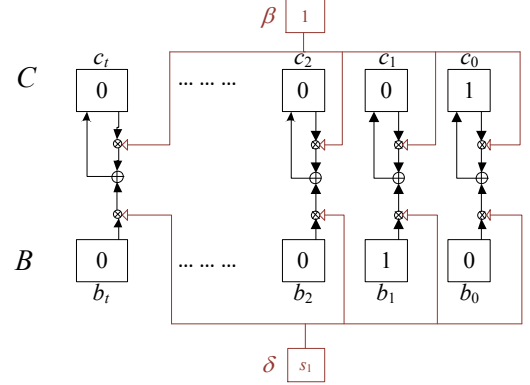 β 1
c_t c_2 c_1 c_0
C 0 ... ... 0 0 1
B 0 ... ... 0 1 0
b_t b_2 b_1 b_0
δ s_1